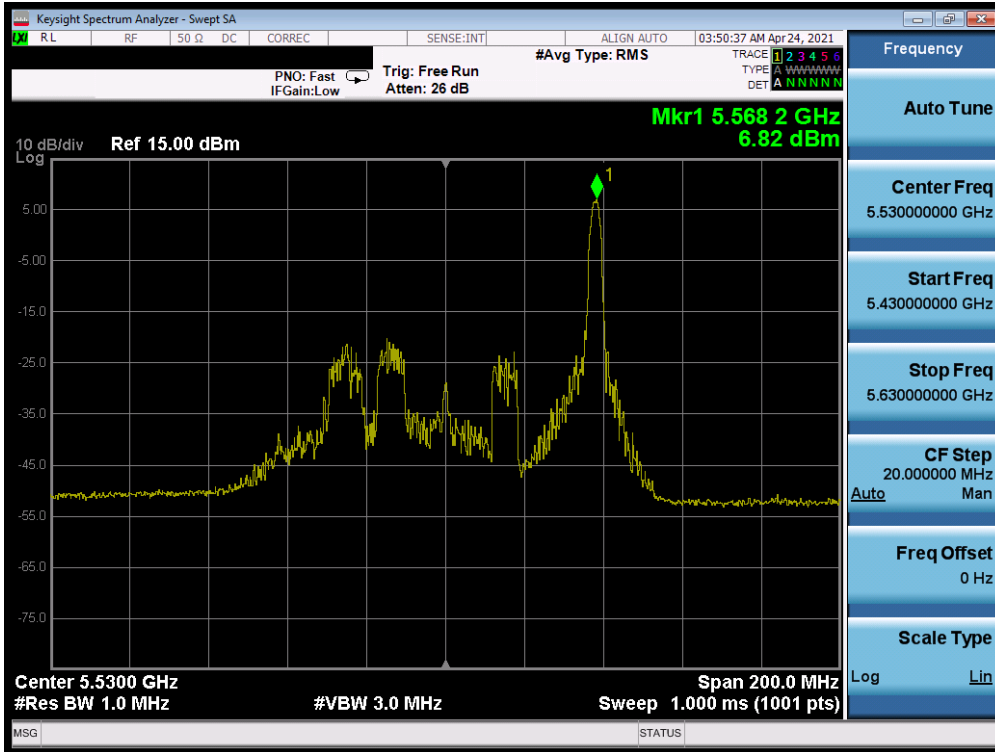 Keysight Spectrum Analyzer - Swept SA
LXI RL RF 50 Ω DC CORREC SENSE:INT ALIGN AUTO 03:50:37 AM Apr 24, 2021
#Avg Type: RMS
TRACE 1 2 3 4 5 6
TYPE A WWWWW
DET A N N N N N
PNO: Fast
IFGain:Low
Trig: Free Run
Atten: 26 dB
Mkr1 5.568 2 GHz
6.82 dBm
10 dB/div
Log
Ref 15.00 dBm
1
5.00
-5.00
-15.0
-25.0
-35.0
-45.0
-55.0
-65.0
-75.0
Center 5.5300 GHz
#Res BW 1.0 MHz
#VBW 3.0 MHz
Span 200.0 MHz
Sweep 1.000 ms (1001 pts)
MSG
STATUS
Frequency
Auto Tune
Center Freq
5.530000000 GHz
Start Freq
5.430000000 GHz
Stop Freq
5.630000000 GHz
CF Step
20.000000 MHz
Auto Man
Freq Offset
0 Hz
Scale Type
Log Lin